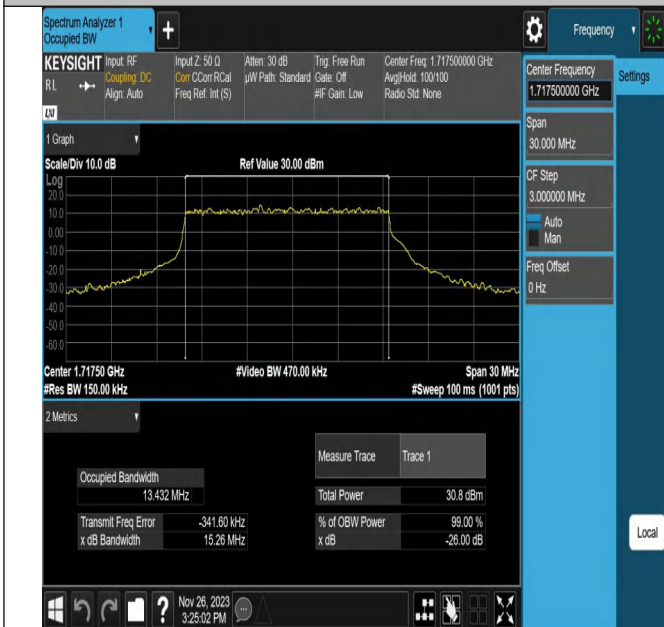 Spectrum Analyzer 1
Occupied BW
+
Frequency
KEYSIGHT Input: RF Input Z: 50 Ω Atten: 30 dB Trig: Free Run Center Freq: 1.717500000 GHz
RL Coupling: DC Corr CCorr RCal µW Path: Standard Gate: Off Avg|Hold: 100/100
Align: Auto Freq Ref: Int (S) #IF Gain: Low Radio Std: None
LXI
Center Frequency
1.717500000 GHz
Settings
Span
30.000 MHz
CF Step
3.000000 MHz
Auto
Man
Freq Offset
0 Hz
1 Graph
Scale/Div 10.0 dB Ref Value 30.00 dBm
Log
20.0
10.0
0.00
-10.0
-20.0
-30.0
-40.0
-50.0
-60.0
Center 1.71750 GHz #Video BW 470.00 kHz Span 30 MHz
#Res BW 150.00 kHz #Sweep 100 ms (1001 pts)
2 Metrics
Measure Trace Trace 1
Occupied Bandwidth
13.432 MHz Total Power 30.8 dBm
Transmit Freq Error -341.60 kHz % of OBW Power 99.00 %
x dB Bandwidth 15.26 MHz x dB -26.00 dB
Local
? Nov 26, 2023
3:25:02 PM